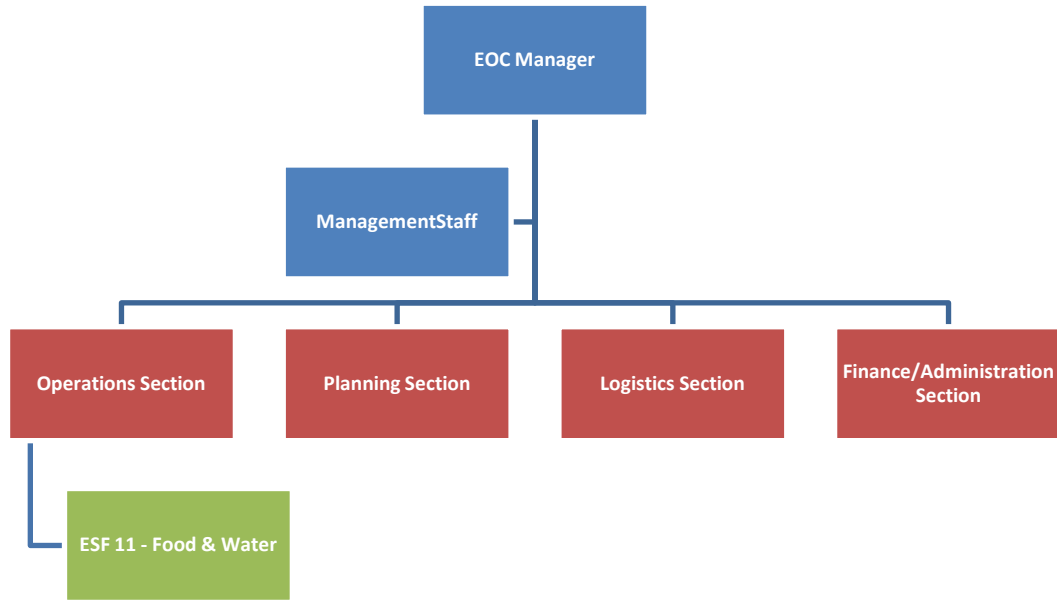 EOC Manager
ManagementStaff
Operations Section
Planning Section
Logistics Section
Finance/Administration
Section
ESF 11 - Food & Water